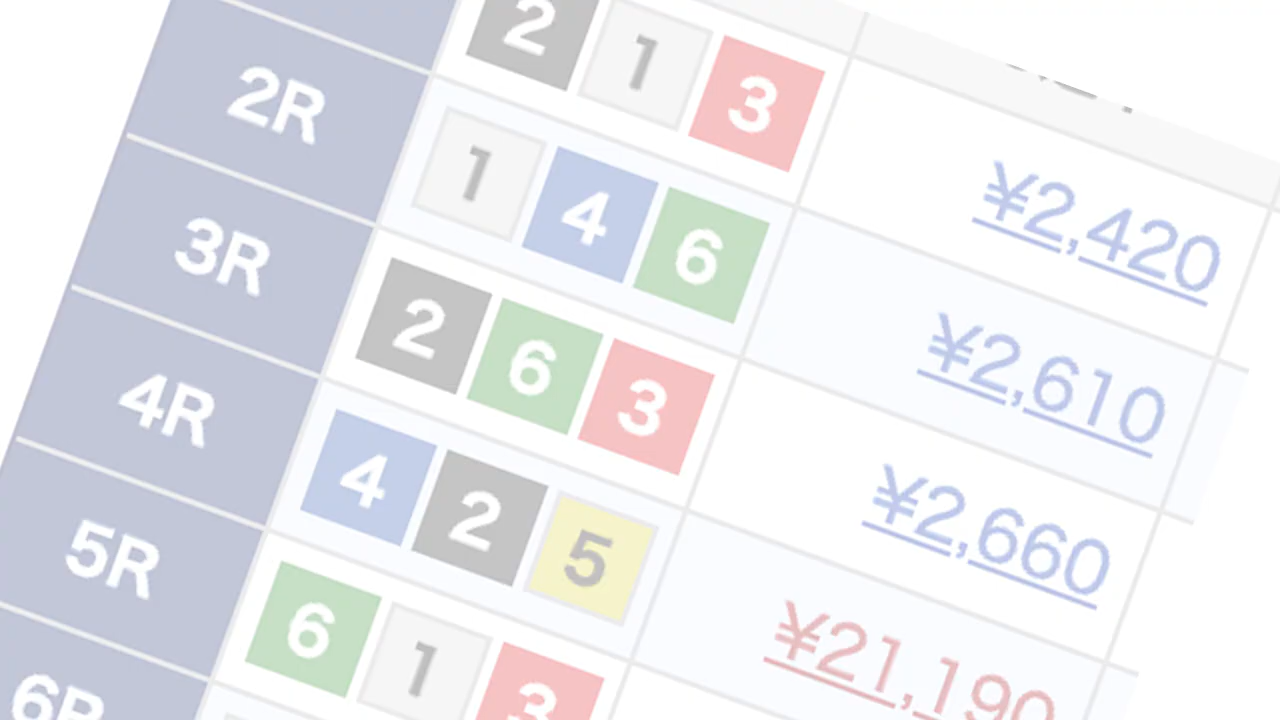 2 1 3 ¥2,420
2R 1 4 6 ¥2,610
3R 2 6 3 ¥2,660
4R 4 2 5 ¥21,190
5R 6 1 3
6R